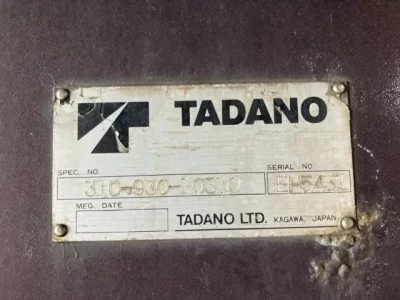 TADANO
SPEC. NO. SERIAL NO.
310-930-10310
MFG. DATE
TADANO LTD. KAGAWA, JAPAN